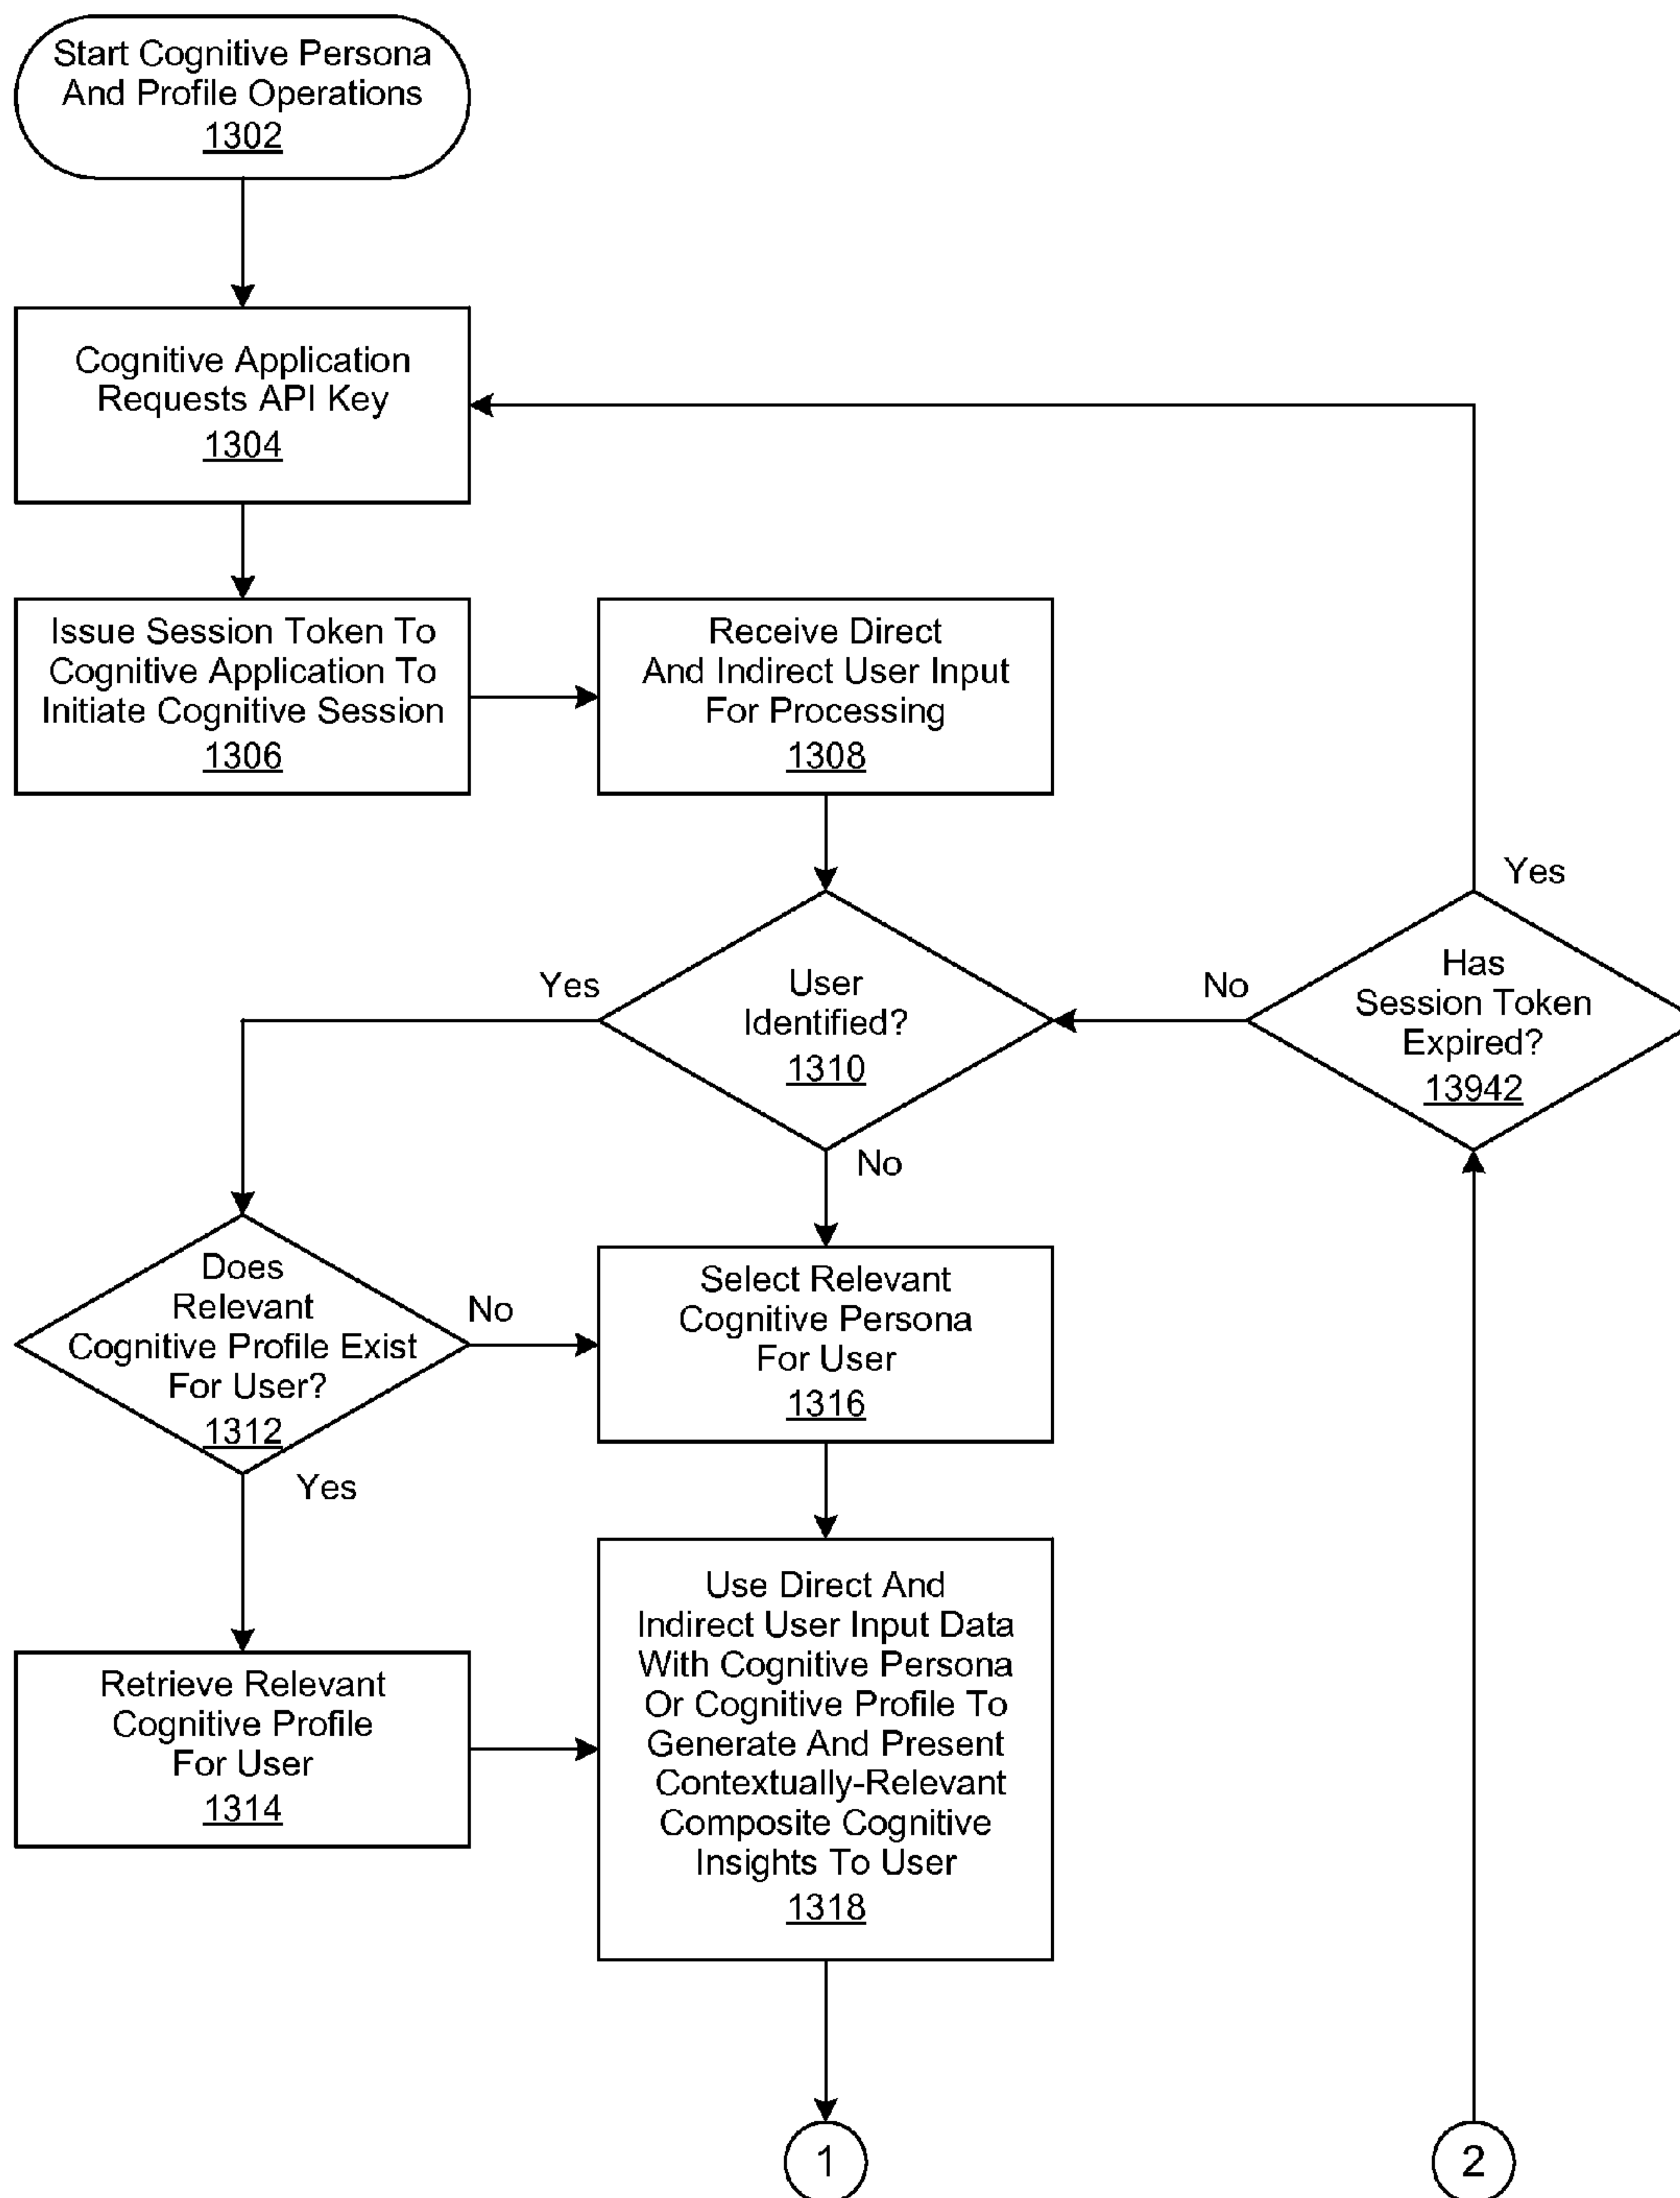 Start Cognitive Persona
And Profile Operations
1302
Cognitive Application
Requests API Key
1304
Issue Session Token To
Cognitive Application To
Initiate Cognitive Session
1306
Receive Direct
And Indirect User Input
For Processing
1308
User
Identified?
1310
Yes
No
Has
Session Token
Expired?
13942
Yes
No
Does
Relevant
Cognitive Profile Exist
For User?
1312
No
Yes
Select Relevant
Cognitive Persona
For User
1316
Retrieve Relevant
Cognitive Profile
For User
1314
Use Direct And
Indirect User Input Data
With Cognitive Persona
Or Cognitive Profile To
Generate And Present
Contextually-Relevant
Composite Cognitive
Insights To User
1318
1
2